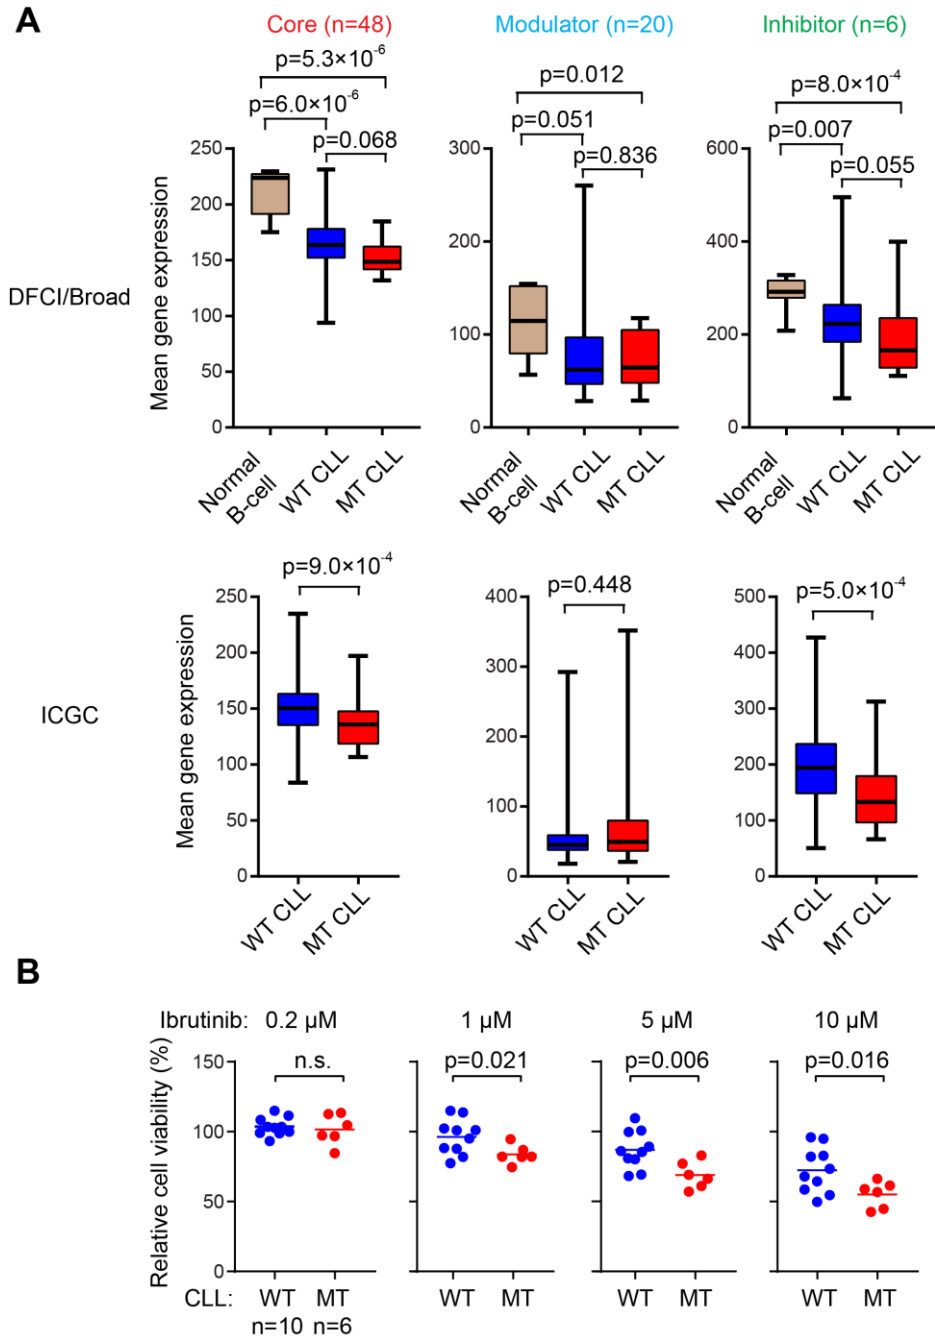 A
Core (n=48)
Modulator (n=20)
Inhibitor (n=6)
p=5.3×10⁻⁶
p=6.0×10⁻⁶
p=0.068
p=0.012
p=0.051
p=0.836
p=8.0×10⁻⁴
p=0.007
p=0.055
DFCI/Broad
Mean gene expression
250
200
150
100
50
0
300
200
100
0
600
400
200
0
Normal
B-cell
WT CLL
MT CLL
Normal
B-cell
WT CLL
MT CLL
Normal
B-cell
WT CLL
MT CLL
p=9.0×10⁻⁴
p=0.448
p=5.0×10⁻⁴
ICGC
Mean gene expression
250
200
150
100
50
0
400
300
200
100
0
500
400
300
200
100
0
WT CLL
MT CLL
WT CLL
MT CLL
WT CLL
MT CLL
B
Ibrutinib: 0.2 µM
1 µM
5 µM
10 µM
n.s.
p=0.021
p=0.006
p=0.016
Relative cell viability (%)
150
100
50
0
CLL: WT MT
WT MT
WT MT
WT MT
n=10 n=6